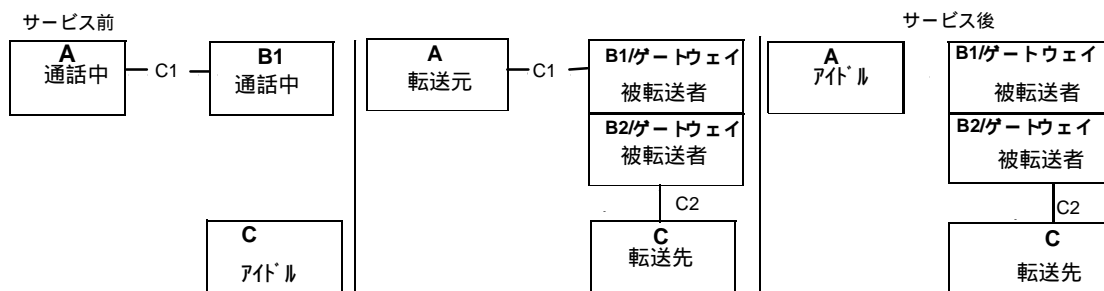 サービス前
A
通話中
C1
B1
通話中
C
アイドル
A
転送元
C1
B1/ゲートウェイ
被転送者
B2/ゲートウェイ
被転送者
C2
C
転送先
サービス後
A
アイドル
B1/ゲートウェイ
被転送者
B2/ゲートウェイ
被転送者
C2
C
転送先